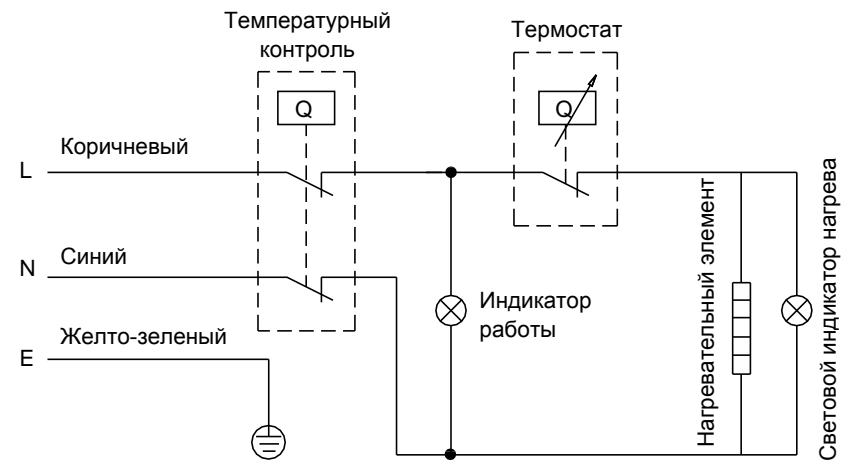 Температурный
контроль
Термостат
Q
Q
L
Коричневый
N
Синий
E
Желто-зеленый
Индикатор
работы
Нагревательный элемент
Световой индикатор нагрева